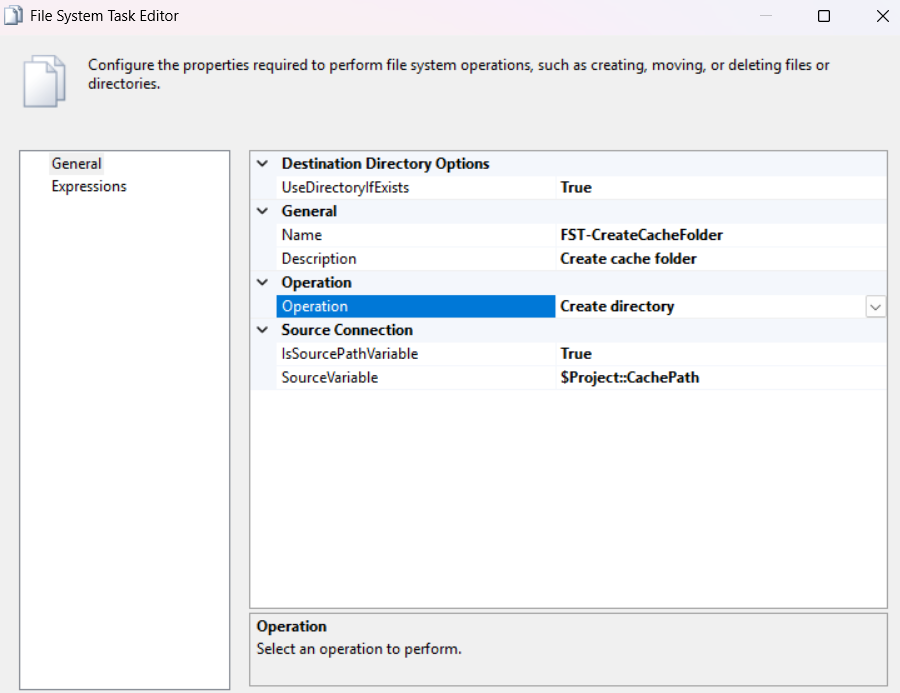 File System Task Editor
Configure the properties required to perform file system operations, such as creating, moving, or deleting files or
directories.
General
Expressions
Destination Directory Options
UseDirectoryIfExists True
General
Name FST-CreateCacheFolder
Description Create cache folder
Operation
Operation Create directory
Source Connection
IsSourcePathVariable True
SourceVariable $Project::CachePath
Operation
Select an operation to perform.